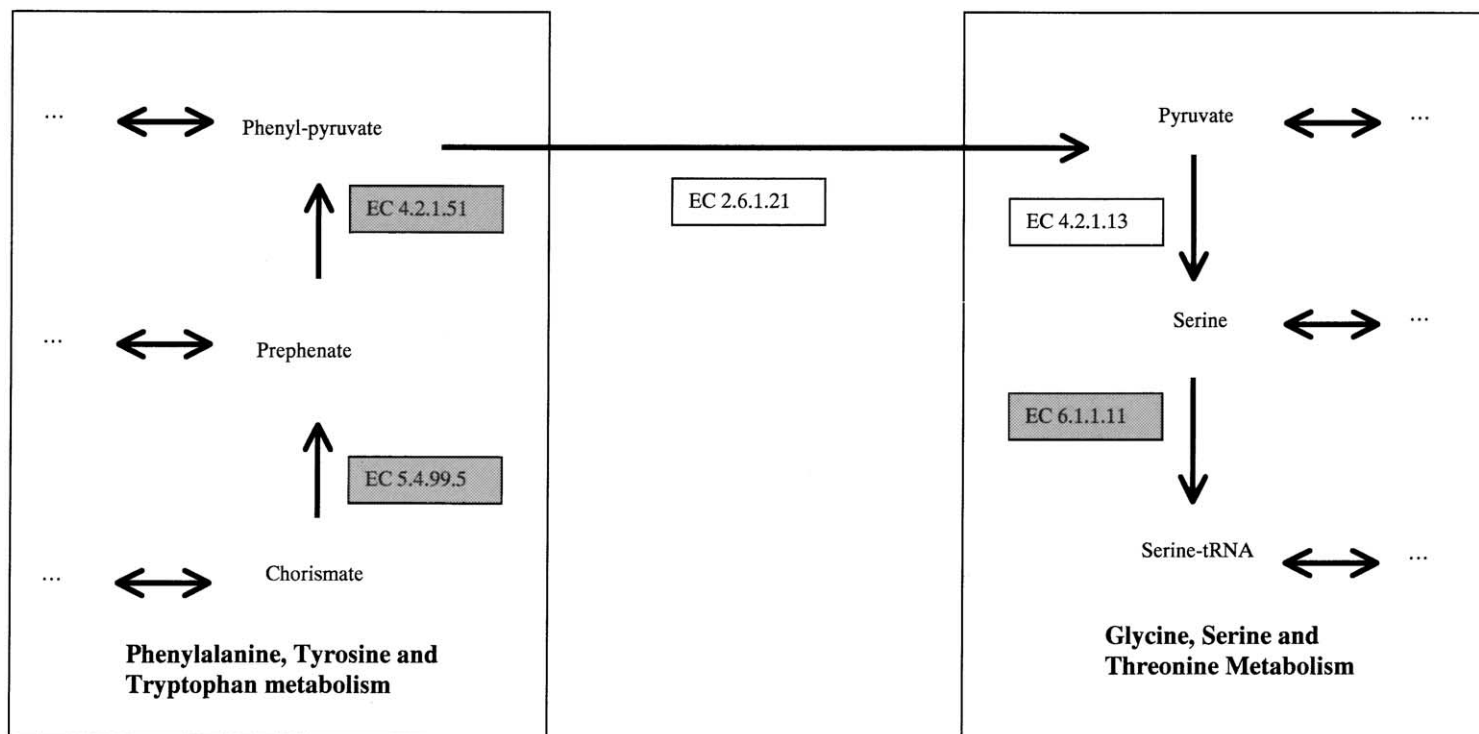 ...
Phenyl-pyruvate
EC 4.2.1.51
...
Prephenate
EC 5.4.99.5
...
Chorismate
Phenylalanine, Tyrosine and
Tryptophan metabolism
EC 2.6.1.21
Pyruvate
...
EC 4.2.1.13
Serine
...
EC 6.1.1.11
Serine-tRNA
...
Glycine, Serine and
Threonine Metabolism